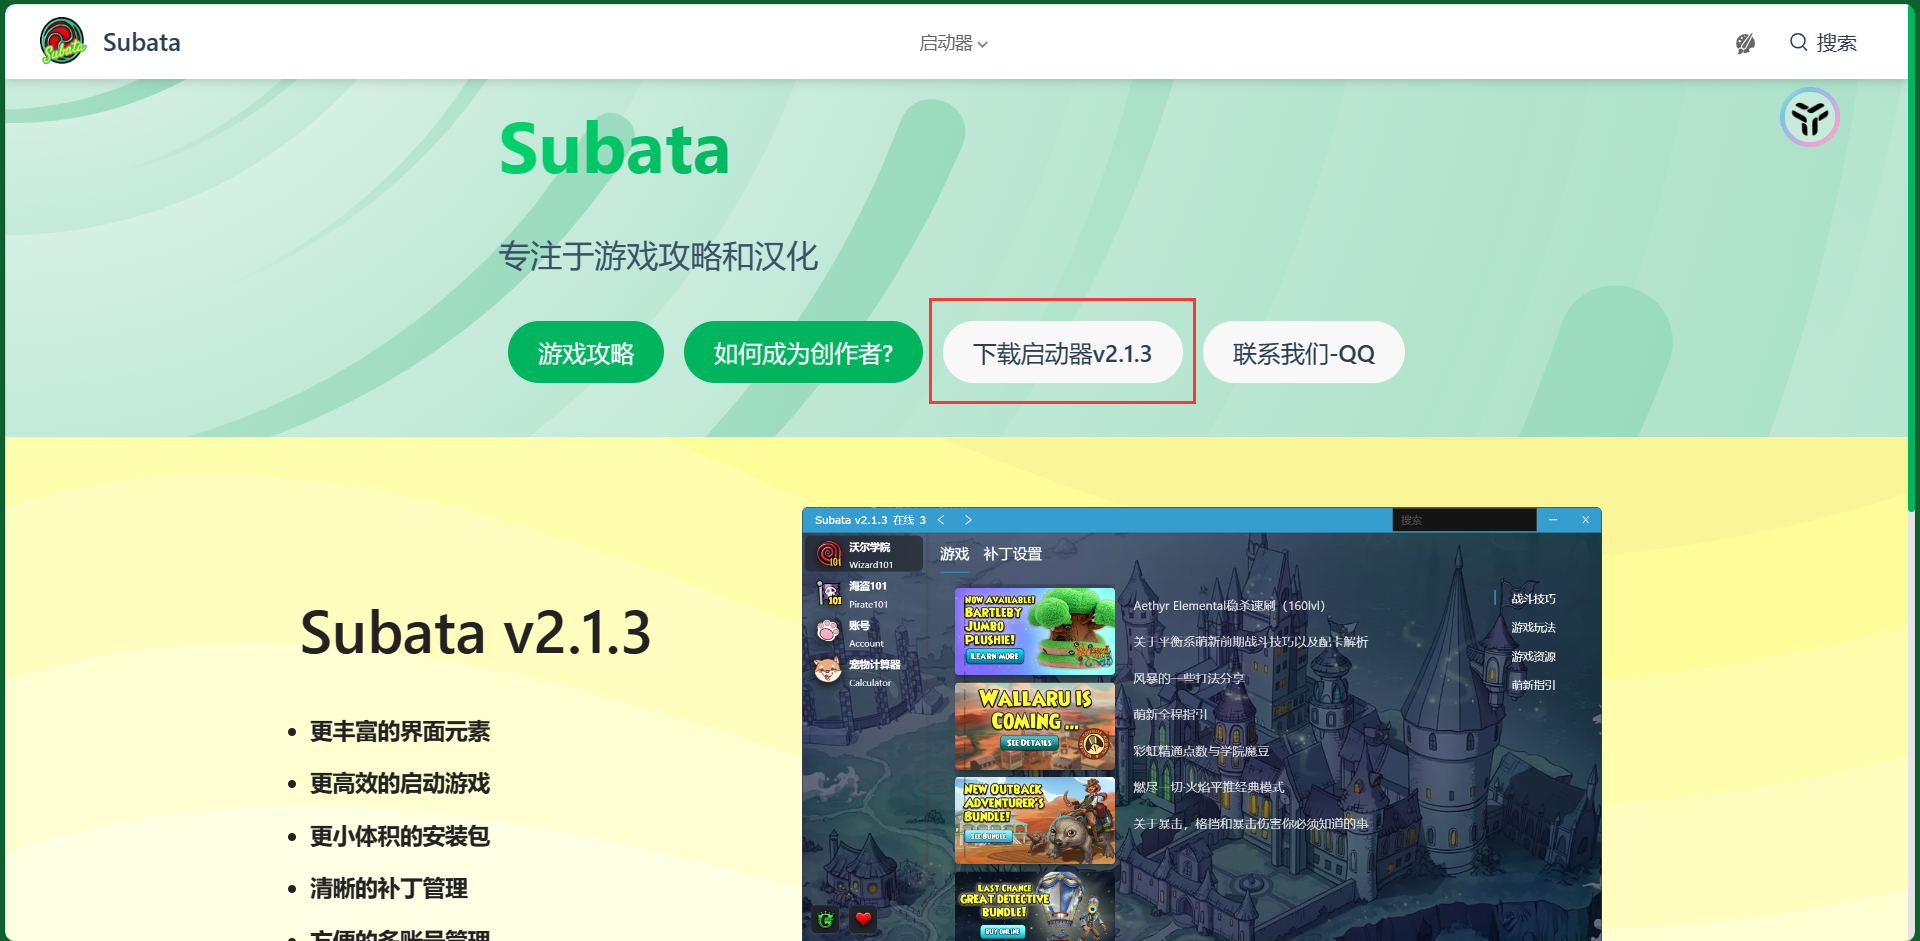 Subata
启动器
搜索
Subata
专注于游戏攻略和汉化
游戏攻略
如何成为创作者?
下载启动器v2.1.3
联系我们-QQ
Subata v2.1.3
更丰富的界面元素
更高效的启动游戏
更小体积的安装包
清晰的补丁管理
方便的多账号管理
Subata v2.1.3 在线 3
搜索
沃尔学院
Wizard101
海盗101
Pirate101
账号
Account
宠物计算器
Calculator
游戏 补丁设置
NOW AVAILABLE!
BARTLEBY
JUMBO
PLUSHIE!
LEARN MORE
WALLARU IS
COMING ...
SEE DETAILS
NEW OUTBACK
ADVENTURER'S
BUNDLE!
SEE BUNDLE
LAST CHANCE
GREAT DETECTIVE
BUNDLE!
BUY ONLINE
Aethyr Elemental稳杀速刷（160lvl）
关于平衡系萌新前期战斗技巧以及配卡解析
风暴的一些打法分享
萌新全程指引
彩虹精通点数与学院魔豆
燃尽一切·火焰平推经典模式
关于暴击，格挡和暴击伤害你必须知道的事
战斗技巧
游戏玩法
游戏资源
萌新指引